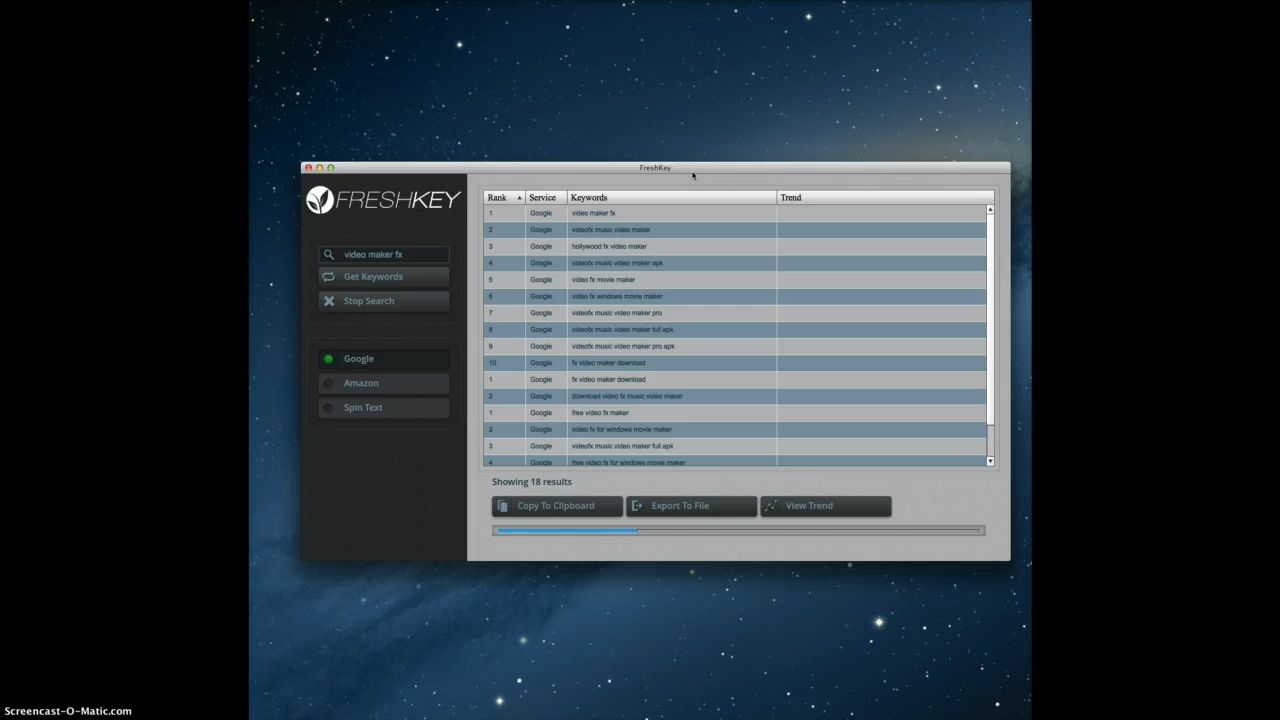 FreshKey
FRESHKEY
video maker fx
Get Keywords
Stop Search
Google
Amazon
Spin Text
Rank Service Keywords Trend
1 Google video maker fx
2 Google videofx music video maker
3 Google hollywood fx video maker
4 Google videofx music video maker apk
5 Google video fx movie maker
6 Google video fx windows movie maker
7 Google videofx music video maker pro
8 Google videofx music video maker full apk
9 Google videofx music video maker pro apk
10 Google fx video maker download
1 Google fx video maker download
2 Google download video fx music video maker
1 Google free video fx maker
2 Google video fx for windows movie maker
3 Google videofx music video maker full apk
4 Google free video fx for windows movie maker
Showing 18 results
Copy To Clipboard
Export To File
View Trend
Screencast-O-Matic.com